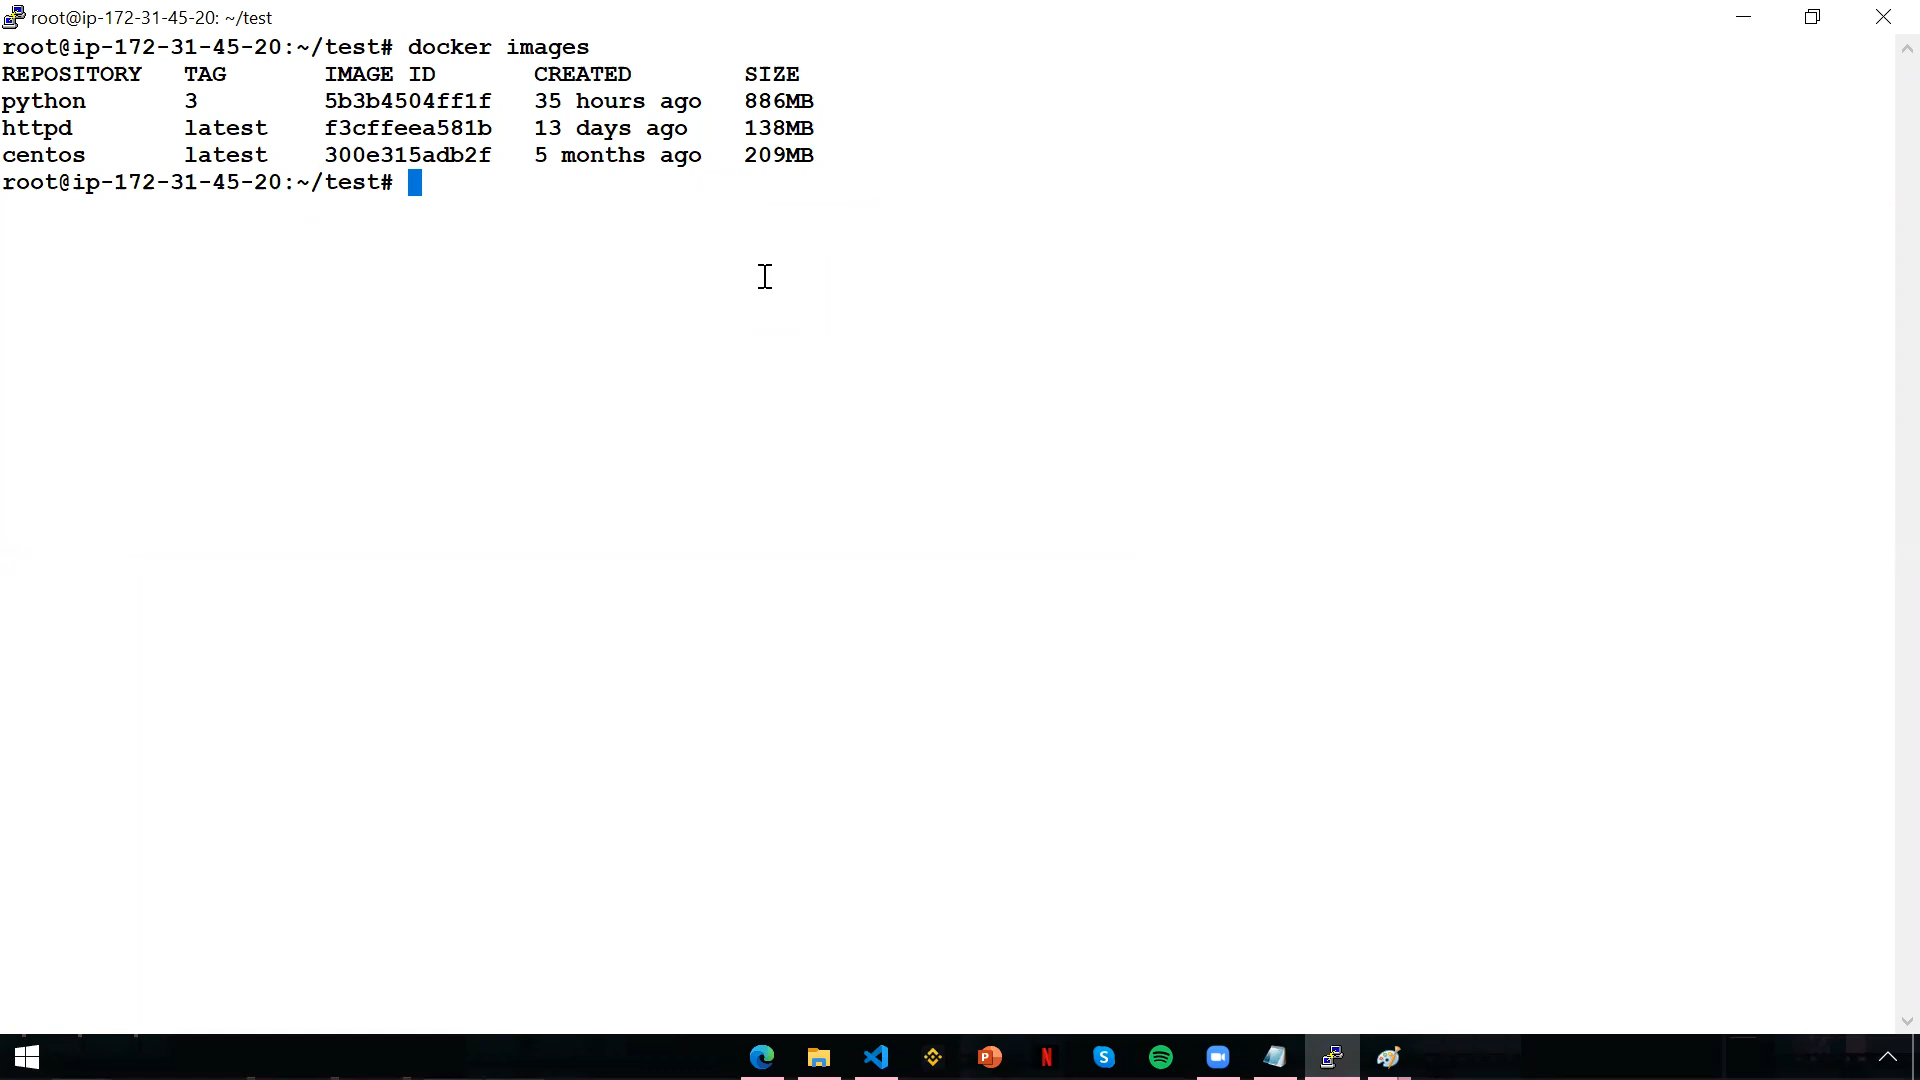 root@ip-172-31-45-20: ~/test
root@ip-172-31-45-20:~/test# docker images
REPOSITORY   TAG       IMAGE ID       CREATED        SIZE
python       3         5b3b4504ff1f   35 hours ago   886MB
httpd        latest    f3cffeea581b   13 days ago    138MB
centos       latest    300e315adb2f   5 months ago   209MB
root@ip-172-31-45-20:~/test#